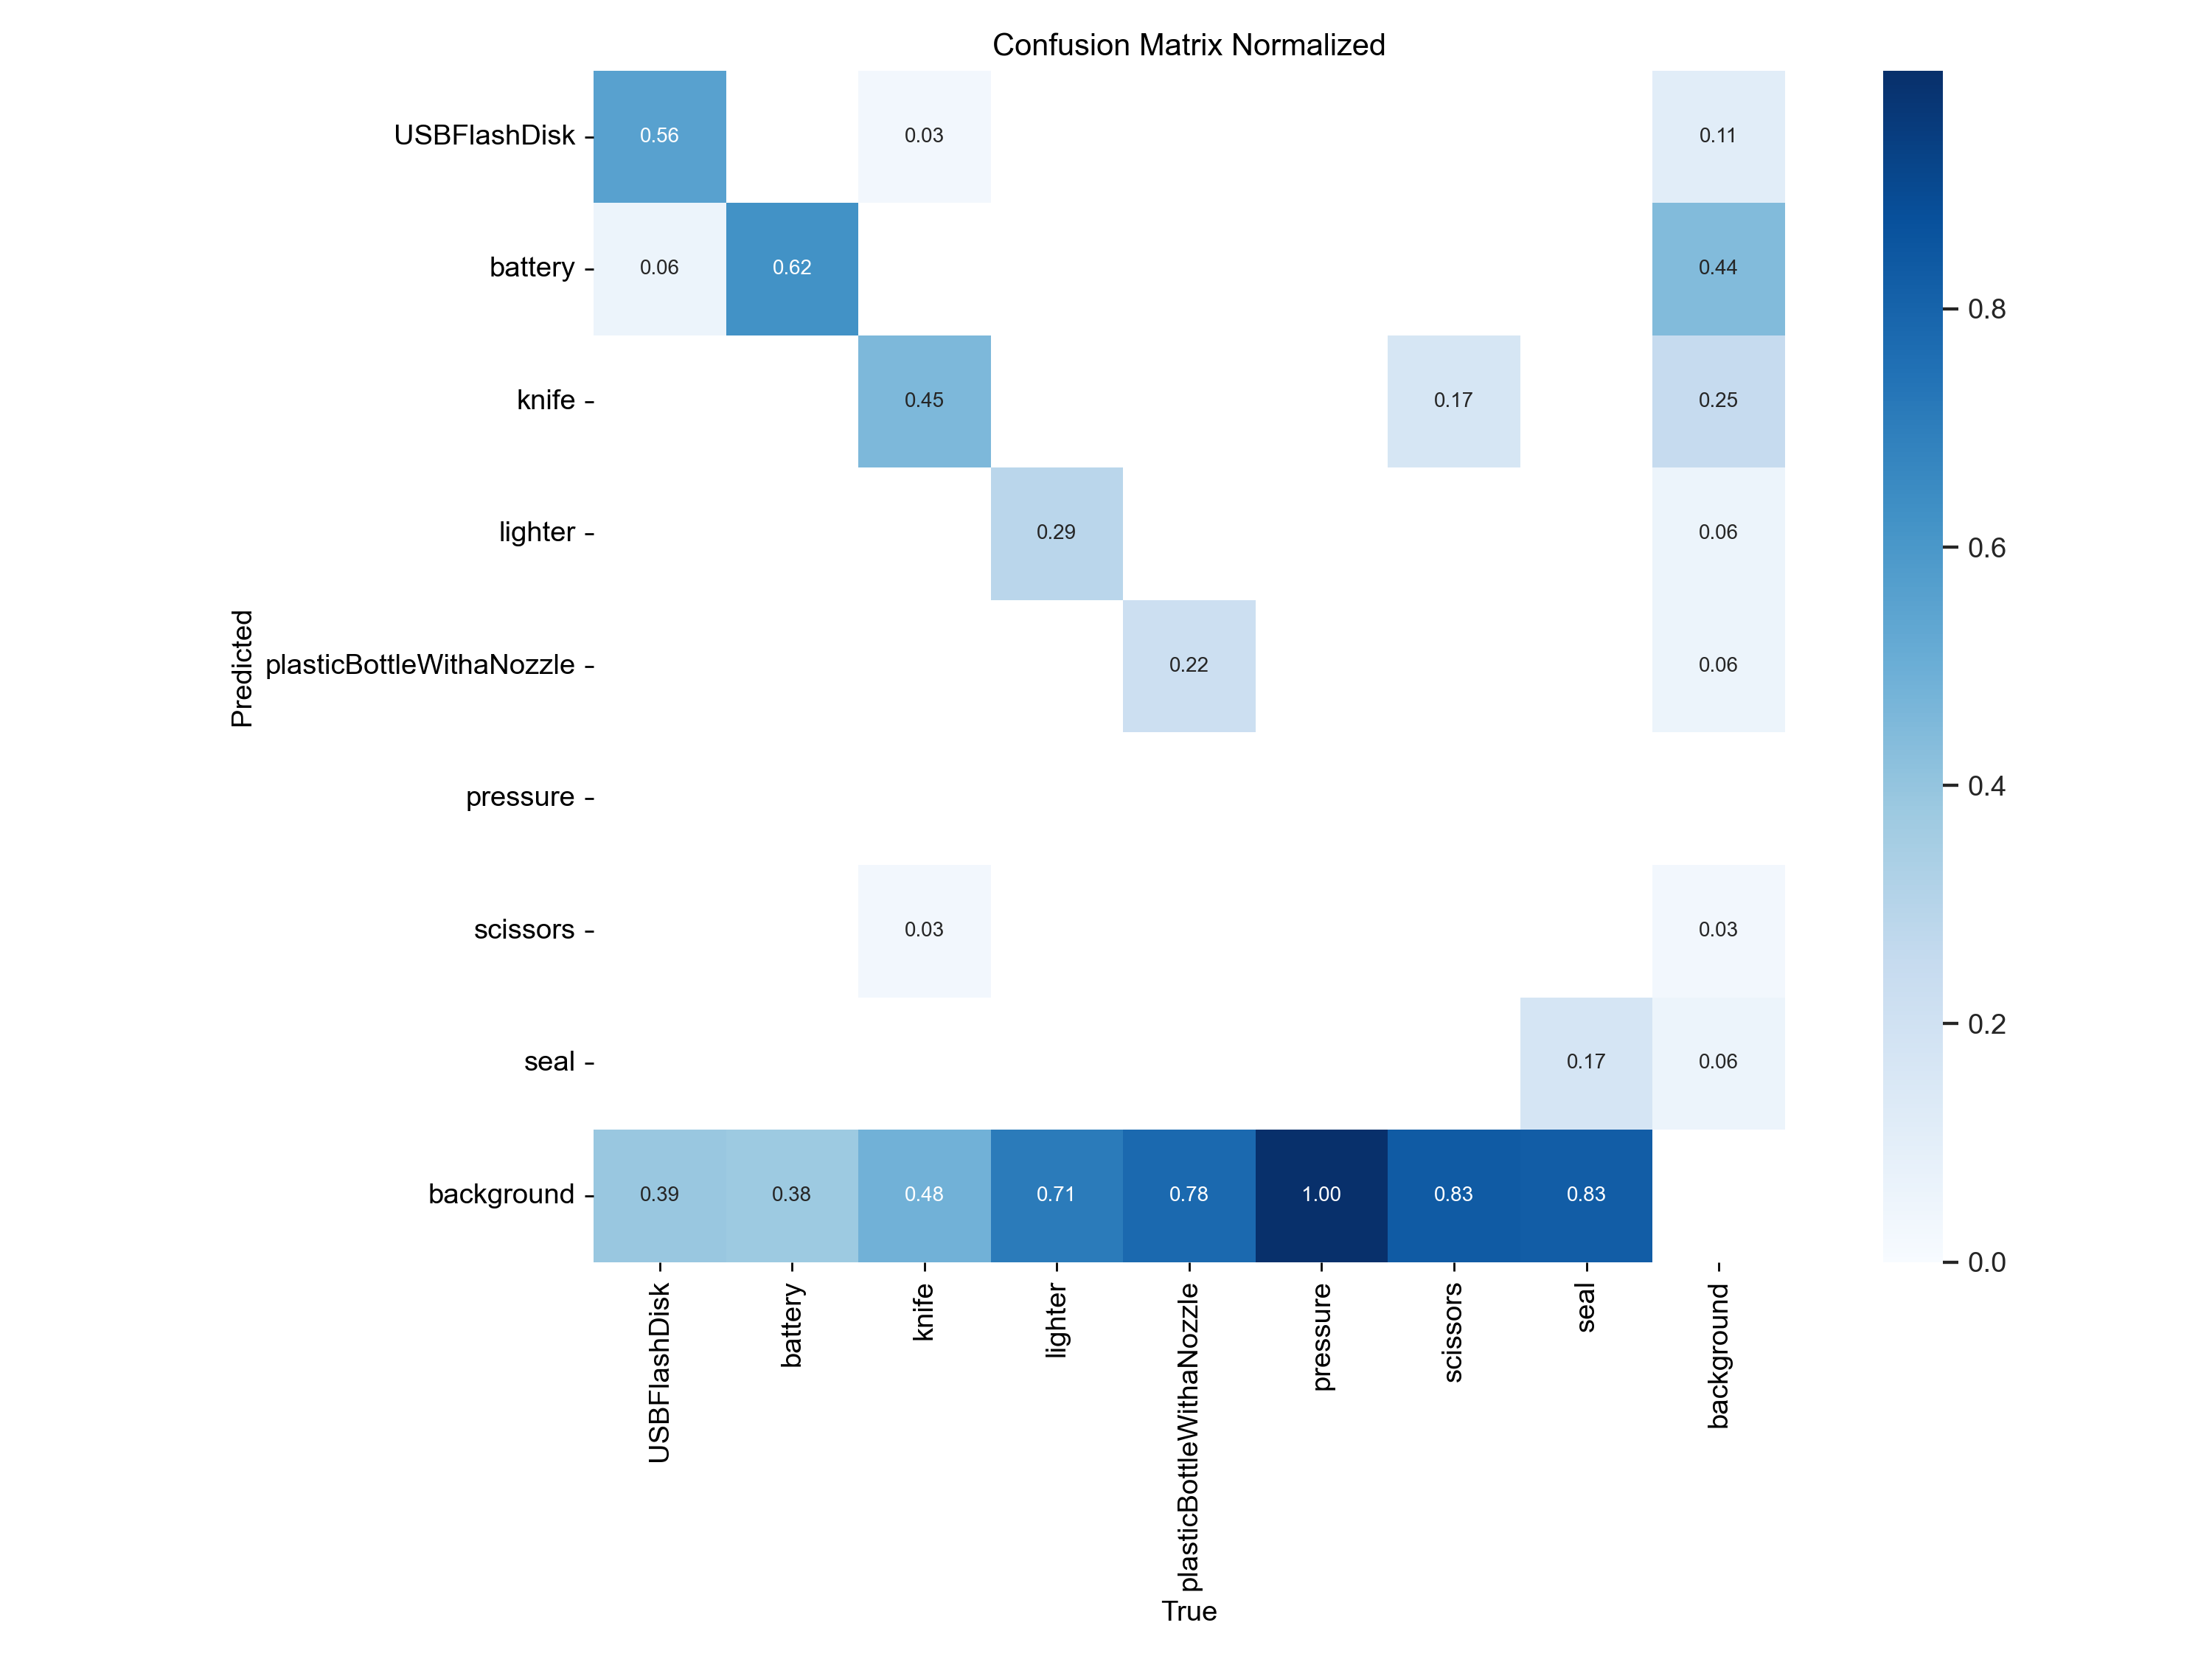 Confusion Matrix Normalized
USBFlashDisk 0.56 0.03 0.11
battery 0.06 0.62 0.44
knife 0.45 0.17 0.25
lighter 0.29 0.06
plasticBottleWithaNozzle 0.22 0.06
pressure
scissors 0.03 0.03
seal 0.17 0.06
background 0.39 0.38 0.48 0.71 0.78 1.00 0.83 0.83
Predicted
USBFlashDisk
battery
knife
lighter
plasticBottleWithaNozzle
pressure
scissors
seal
background
True
0.8
0.6
0.4
0.2
0.0